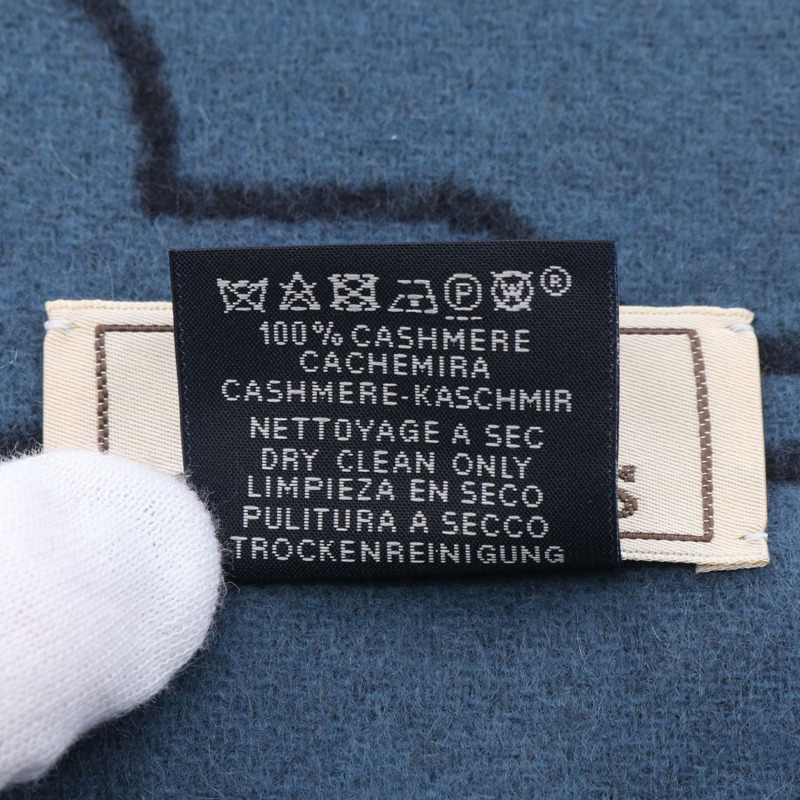 P W ®
100% CASHMERE
CACHEMIRA
CASHMERE-KASCHMIR
NETTOYAGE A SEC
DRY CLEAN ONLY
LIMPIEZA EN SECO
PULITURA A SECCO
TROCKENREINIGUNG